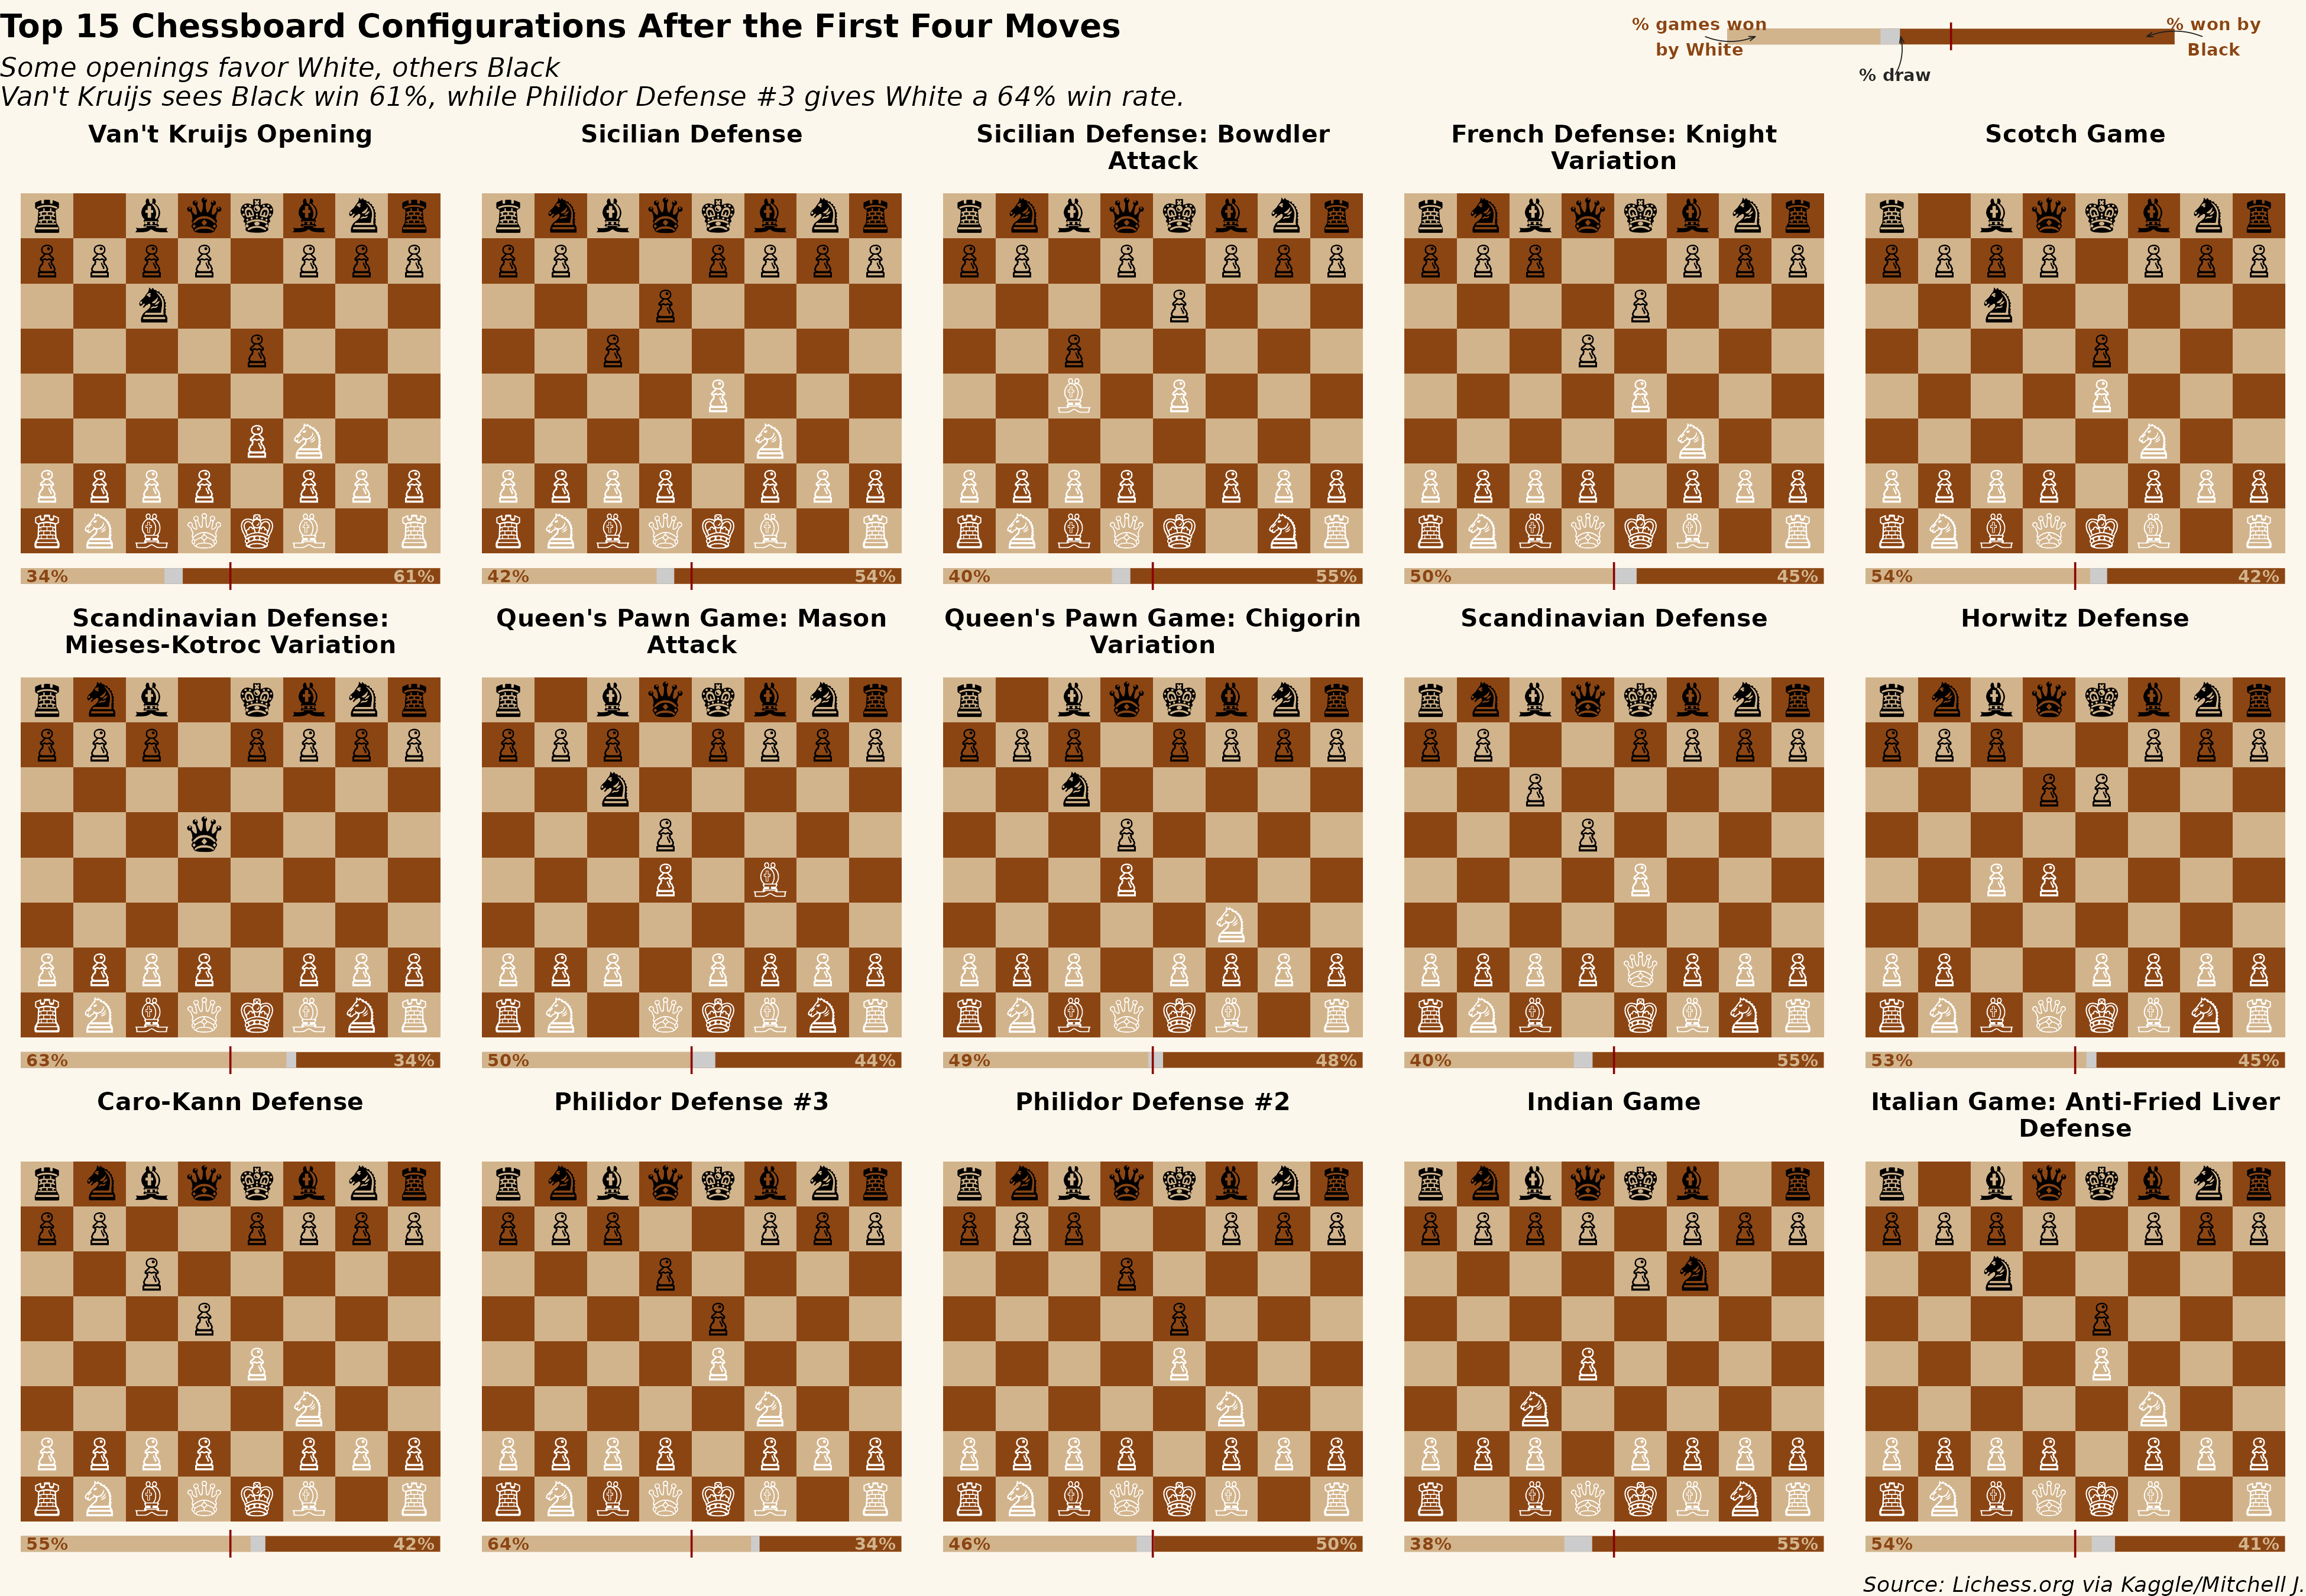 Top 15 Chessboard Configurations After the First Four Moves
Some openings favor White, others Black
Van't Kruijs sees Black win 61%, while Philidor Defense #3 gives White a 64% win rate.
% games won
by White
% draw
% won by
Black
Van't Kruijs Opening
34% 61%
Sicilian Defense
42% 54%
Sicilian Defense: Bowdler
Attack
40% 55%
French Defense: Knight
Variation
50% 45%
Scotch Game
54% 42%
Scandinavian Defense:
Mieses-Kotroc Variation
63% 34%
Queen's Pawn Game: Mason
Attack
50% 44%
Queen's Pawn Game: Chigorin
Variation
49% 48%
Scandinavian Defense
40% 55%
Horwitz Defense
53% 45%
Caro-Kann Defense
55% 42%
Philidor Defense #3
64% 34%
Philidor Defense #2
46% 50%
Indian Game
38% 55%
Italian Game: Anti-Fried Liver
Defense
54% 41%
Source: Lichess.org via Kaggle/Mitchell J.